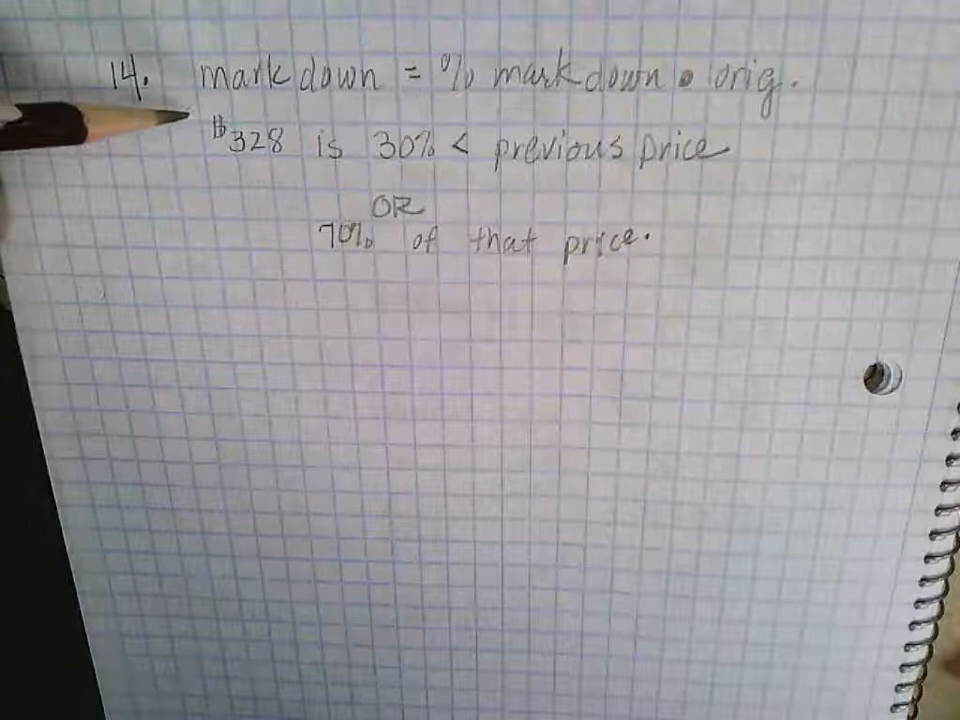 14. markdown = % markdown • orig.
$328 is 30% < previous price
OR
70% of that price.